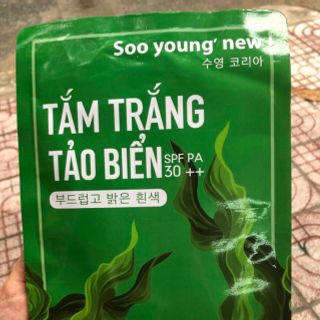 Soo young' new
수영 코리아
TẮM TRẮNG
TẢO BIỂN
SPF PA
30 ++
부드럽고 밝은 흰색